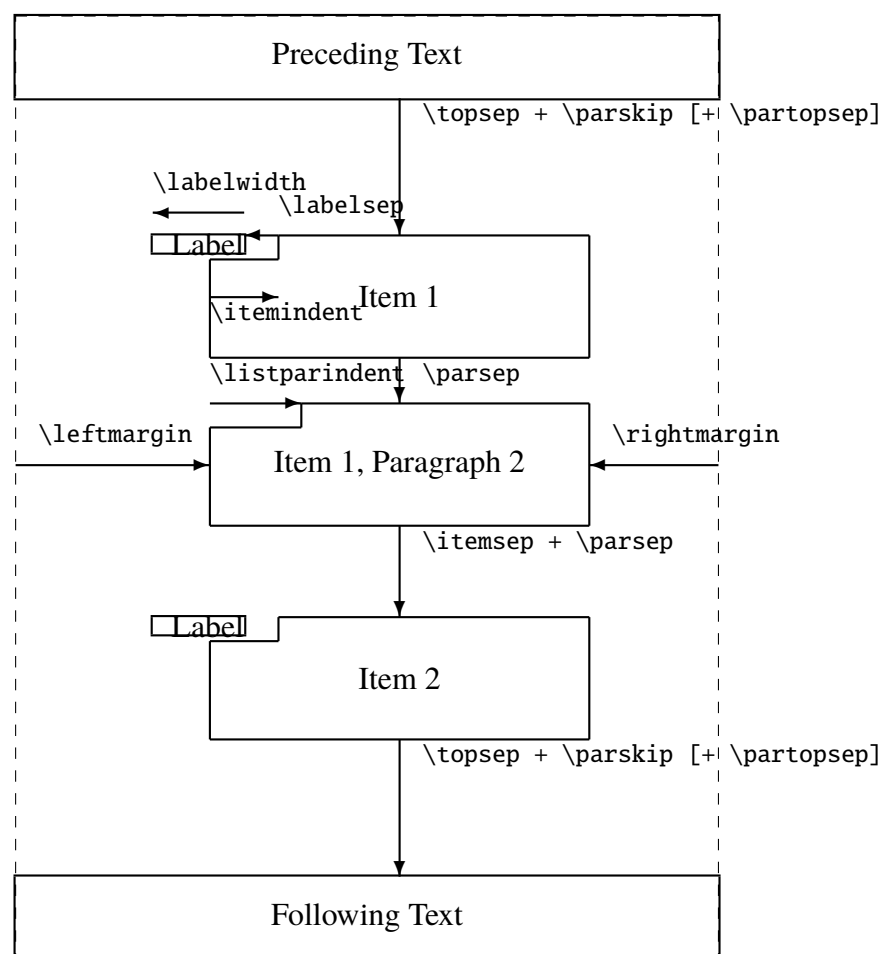 Preceding Text
\topsep + \parskip [+ \partopsep]
\labelwidth
\labelsep
Label
Item 1
\itemindent
\listparindent \parsep
\leftmargin
\rightmargin
Item 1, Paragraph 2
\itemsep + \parsep
Label
Item 2
\topsep + \parskip [+ \partopsep]
Following Text